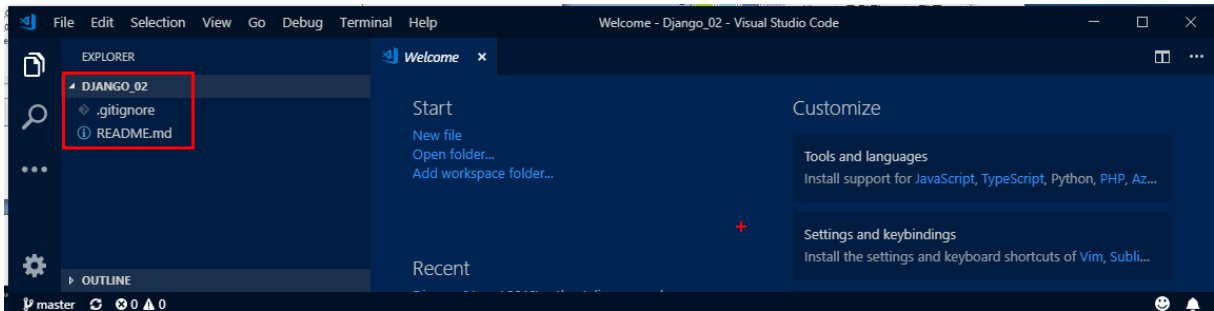 File Edit Selection View Go Debug Terminal Help Welcome - Django_02 - Visual Studio Code
EXPLORER
DJANGO_02
.gitignore
README.md
OUTLINE
Welcome
Start
New file
Open folder...
Add workspace folder...
Recent
Customize
Tools and languages
Install support for JavaScript, TypeScript, Python, PHP, Az...
Settings and keybindings
Install the settings and keyboard shortcuts of Vim, Subli...
master 0 0